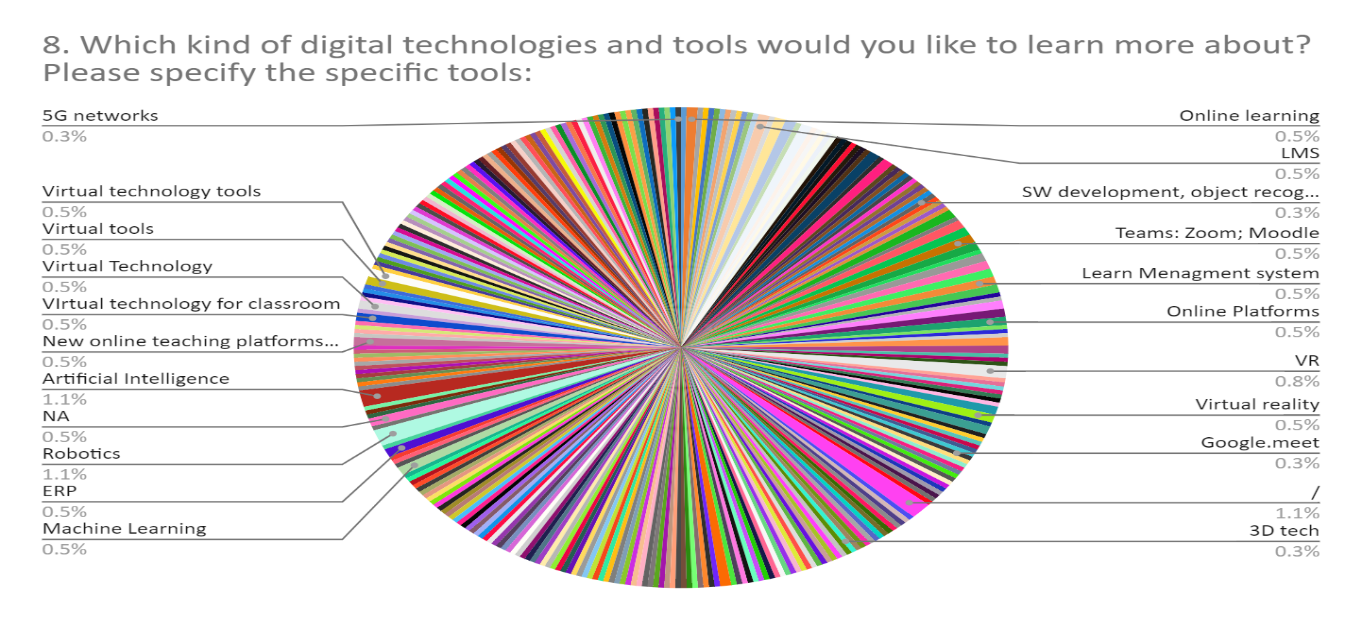 8. Which kind of digital technologies and tools would you like to learn more about?
Please specify the specific tools:
5G networks
0.3%
Virtual technology tools
0.5%
Virtual tools
0.5%
Virtual Technology
0.5%
VIrtual technology for classroom
0.5%
New online teaching platforms...
0.5%
Artificial Intelligence
1.1%
NA
0.5%
Robotics
1.1%
ERP
0.5%
Machine Learning
0.5%
Online learning
0.5%
LMS
0.5%
SW development, object recog...
0.3%
Teams: Zoom; Moodle
0.5%
Learn Menagment system
0.5%
Online Platforms
0.5%
VR
0.8%
Virtual reality
0.5%
Google.meet
0.3%
/
1.1%
3D tech
0.3%